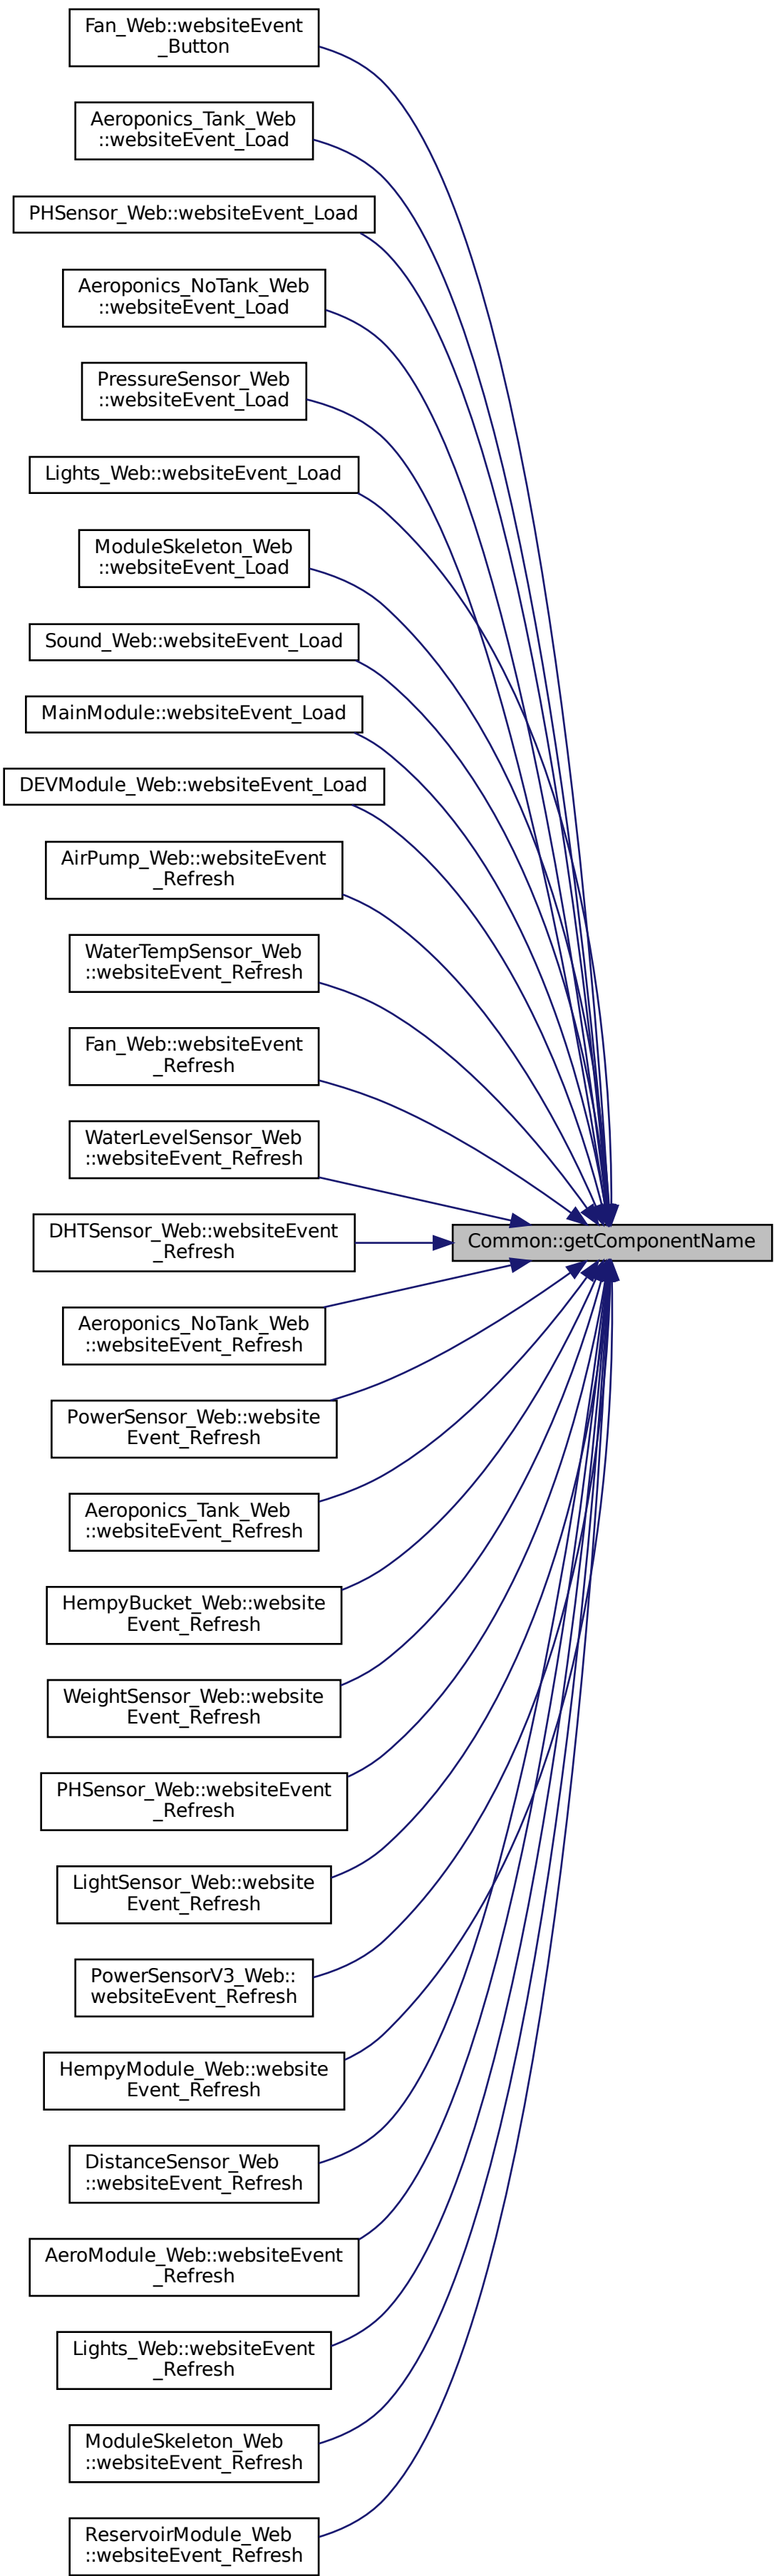 Fan_Web::websiteEvent
_Button
Aeroponics_Tank_Web
::websiteEvent_Load
PHSensor_Web::websiteEvent_Load
Aeroponics_NoTank_Web
::websiteEvent_Load
PressureSensor_Web
::websiteEvent_Load
Lights_Web::websiteEvent_Load
ModuleSkeleton_Web
::websiteEvent_Load
Sound_Web::websiteEvent_Load
MainModule::websiteEvent_Load
DEVModule_Web::websiteEvent_Load
AirPump_Web::websiteEvent
_Refresh
WaterTempSensor_Web
::websiteEvent_Refresh
Fan_Web::websiteEvent
_Refresh
WaterLevelSensor_Web
::websiteEvent_Refresh
DHTSensor_Web::websiteEvent
_Refresh
Common::getComponentName
Aeroponics_NoTank_Web
::websiteEvent_Refresh
PowerSensor_Web::website
Event_Refresh
Aeroponics_Tank_Web
::websiteEvent_Refresh
HempyBucket_Web::website
Event_Refresh
WeightSensor_Web::website
Event_Refresh
PHSensor_Web::websiteEvent
_Refresh
LightSensor_Web::website
Event_Refresh
PowerSensorV3_Web::
websiteEvent_Refresh
HempyModule_Web::website
Event_Refresh
DistanceSensor_Web
::websiteEvent_Refresh
AeroModule_Web::websiteEvent
_Refresh
Lights_Web::websiteEvent
_Refresh
ModuleSkeleton_Web
::websiteEvent_Refresh
ReservoirModule_Web
::websiteEvent_Refresh